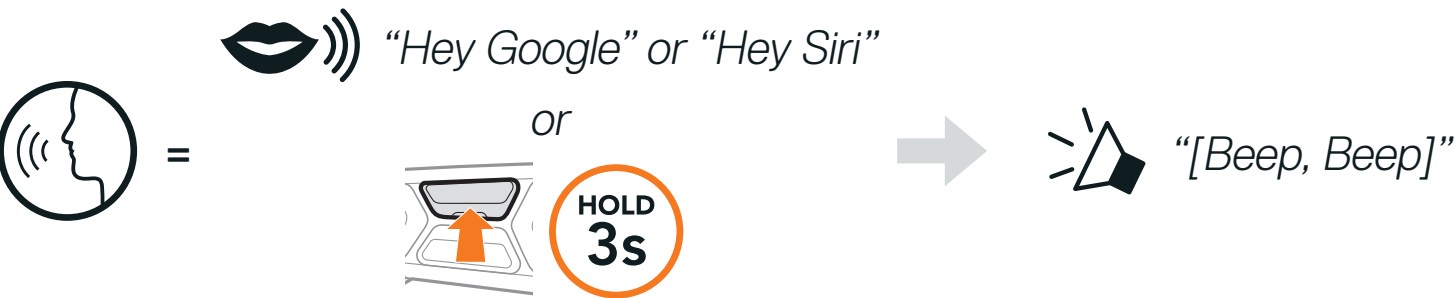 “Hey Google” or “Hey Siri”
or
=
HOLD
3s
“[Beep, Beep]”